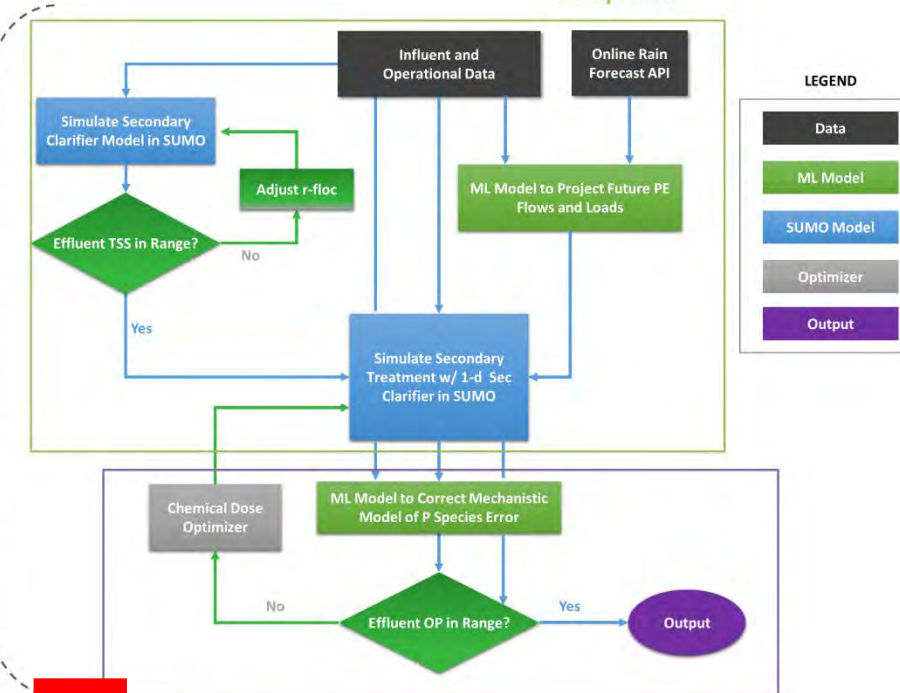 Influent and
Operational Data
Online Rain
Forecast API
LEGEND
Simulate Secondary
Clarifier Model in SUMO
Data
Adjust r-floc
ML Model to Project Future PE
Flows and Loads
ML Model
Effluent TSS in Range?
No
SUMO Model
Optimizer
Yes
Output
Simulate Secondary
Treatment w/ 1-d Sec
Clarifier in SUMO
Chemical Dose
Optimizer
ML Model to Correct Mechanistic
Model of P Species Error
No
Effluent OP in Range?
Yes
Output